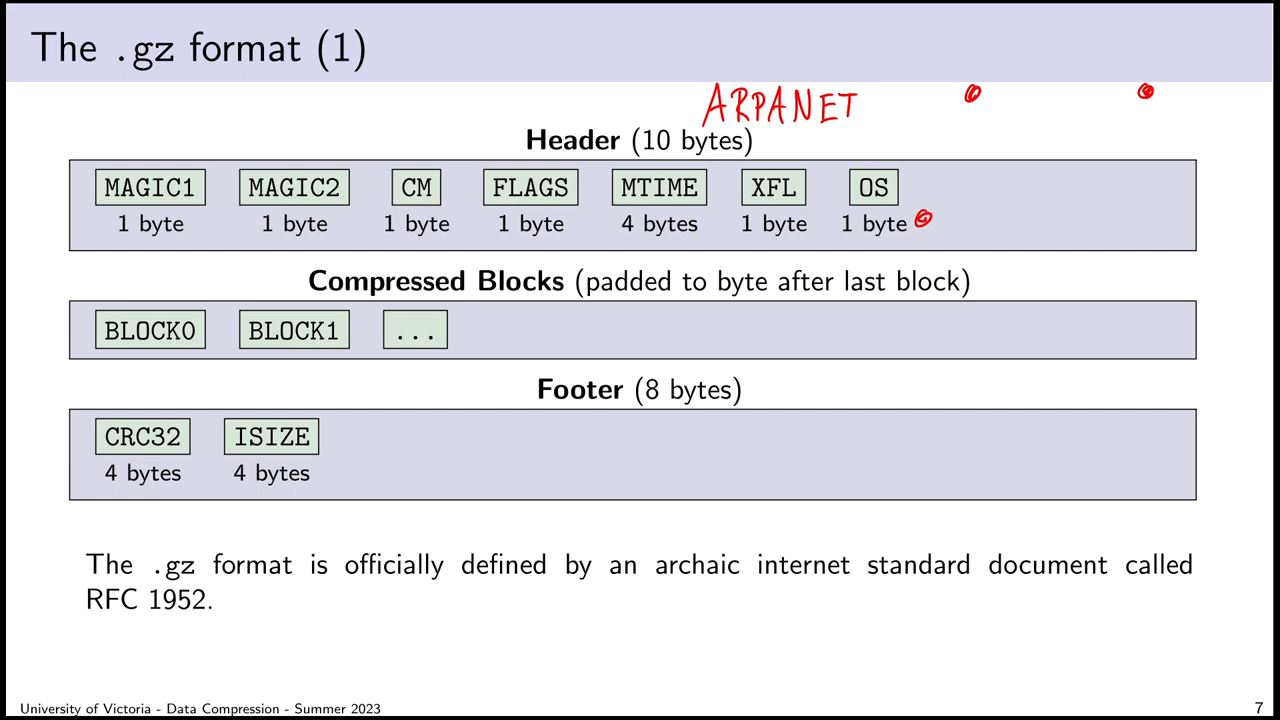 The .gz format (1)
ARPANET
Header (10 bytes)
MAGIC1 MAGIC2 CM FLAGS MTIME XFL OS
1 byte 1 byte 1 byte 1 byte 4 bytes 1 byte 1 byte
Compressed Blocks (padded to byte after last block)
BLOCK0 BLOCK1 ...
Footer (8 bytes)
CRC32 ISIZE
4 bytes 4 bytes
The .gz format is officially defined by an archaic internet standard document called
RFC 1952.
University of Victoria - Data Compression - Summer 2023 7